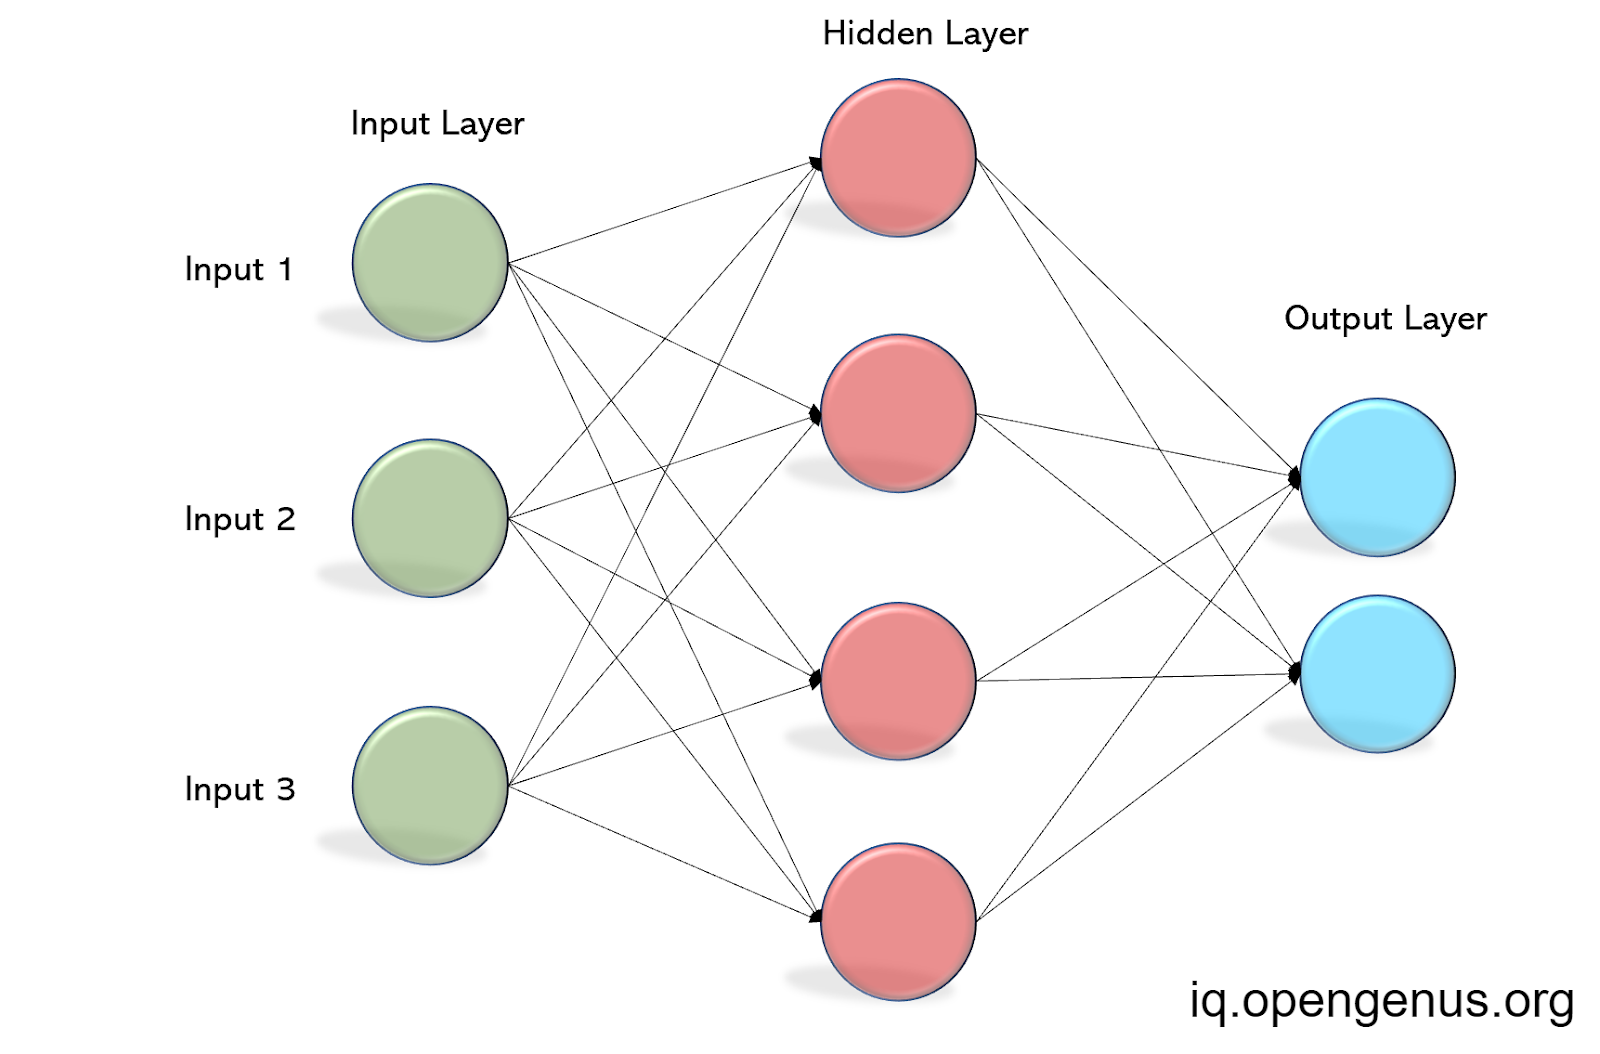 Hidden Layer
Input Layer
Input 1
Output Layer
Input 2
Input 3
iq.opengenus.org